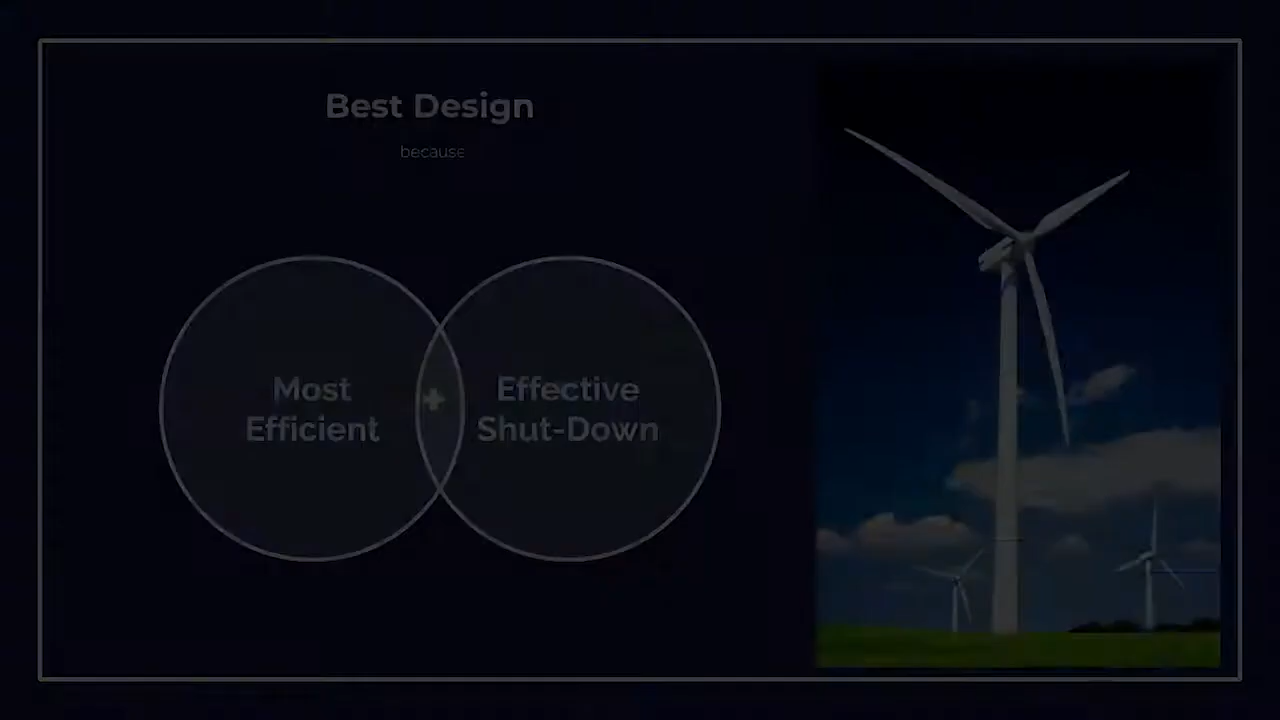 Best Design
because
Most
Efficient
+
Effective
Shut-Down